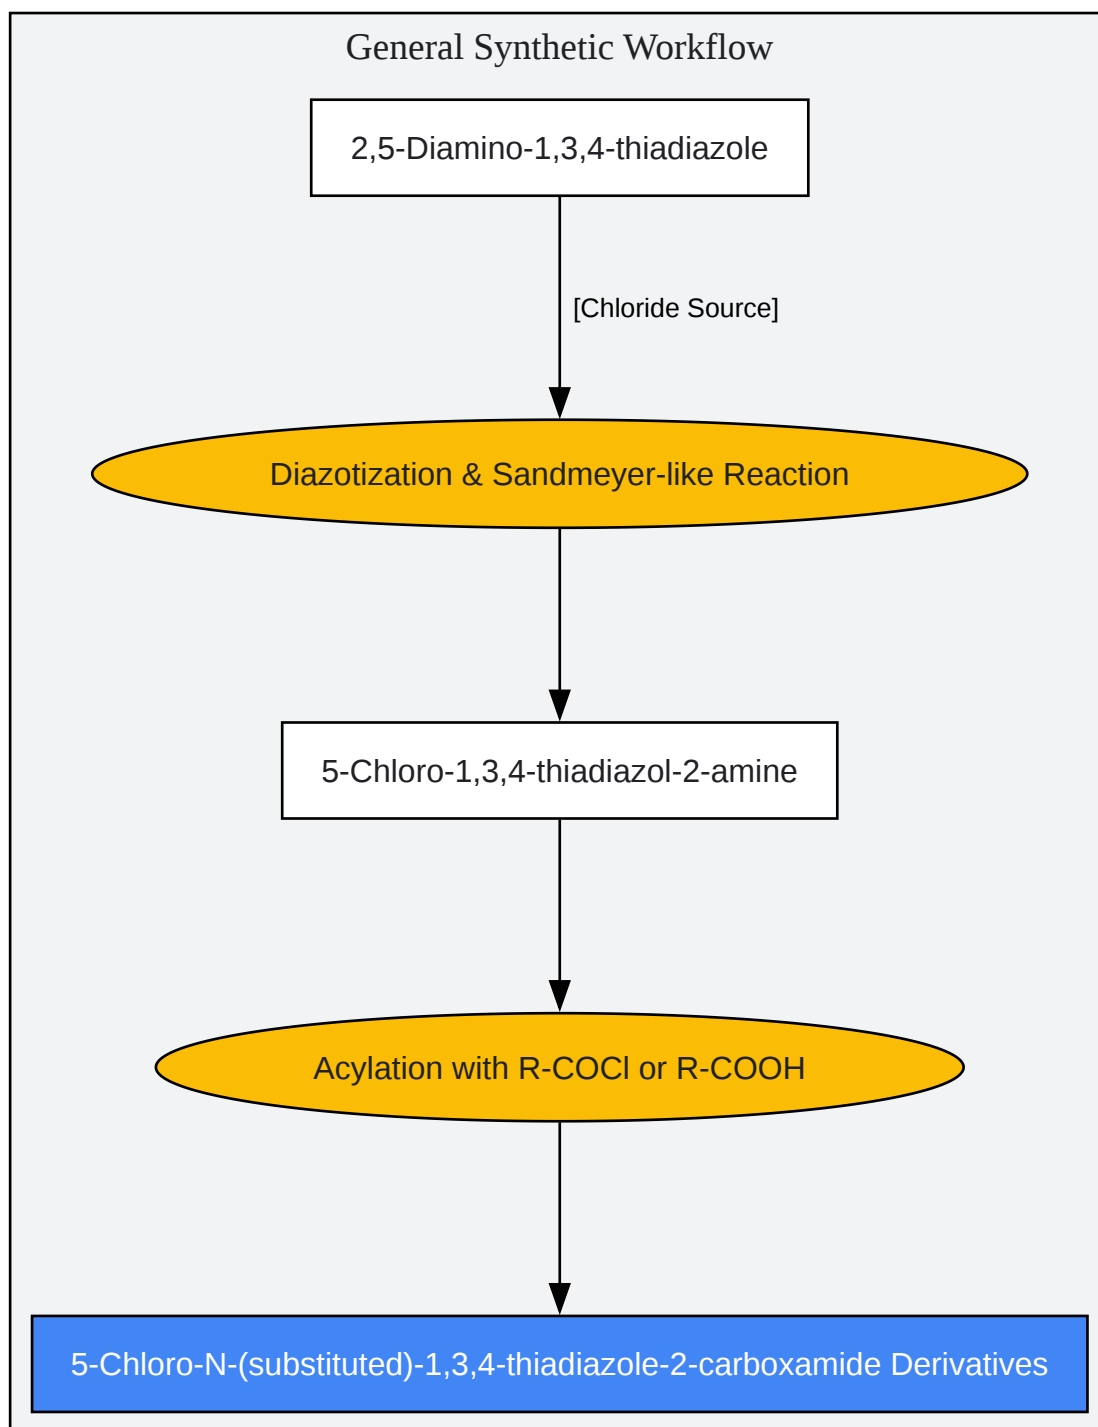 General Synthetic Workflow
2,5-Diamino-1,3,4-thiadiazole
[Chloride Source]
Diazotization & Sandmeyer-like Reaction
5-Chloro-1,3,4-thiadiazol-2-amine
Acylation with R-COCl or R-COOH
5-Chloro-N-(substituted)-1,3,4-thiadiazole-2-carboxamide Derivatives